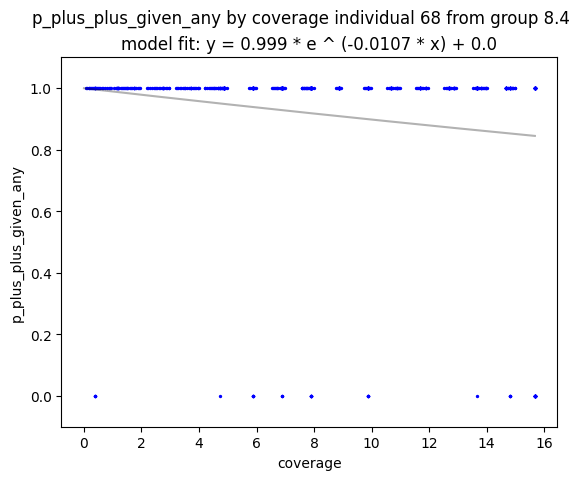 p_plus_plus_given_any by coverage individual 68 from group 8.4
model fit: y = 0.999 * e ^ (-0.0107 * x) + 0.0
1.0
0.8
0.6
0.4
0.2
0.0
p_plus_plus_given_any
0 2 4 6 8 10 12 14 16
coverage